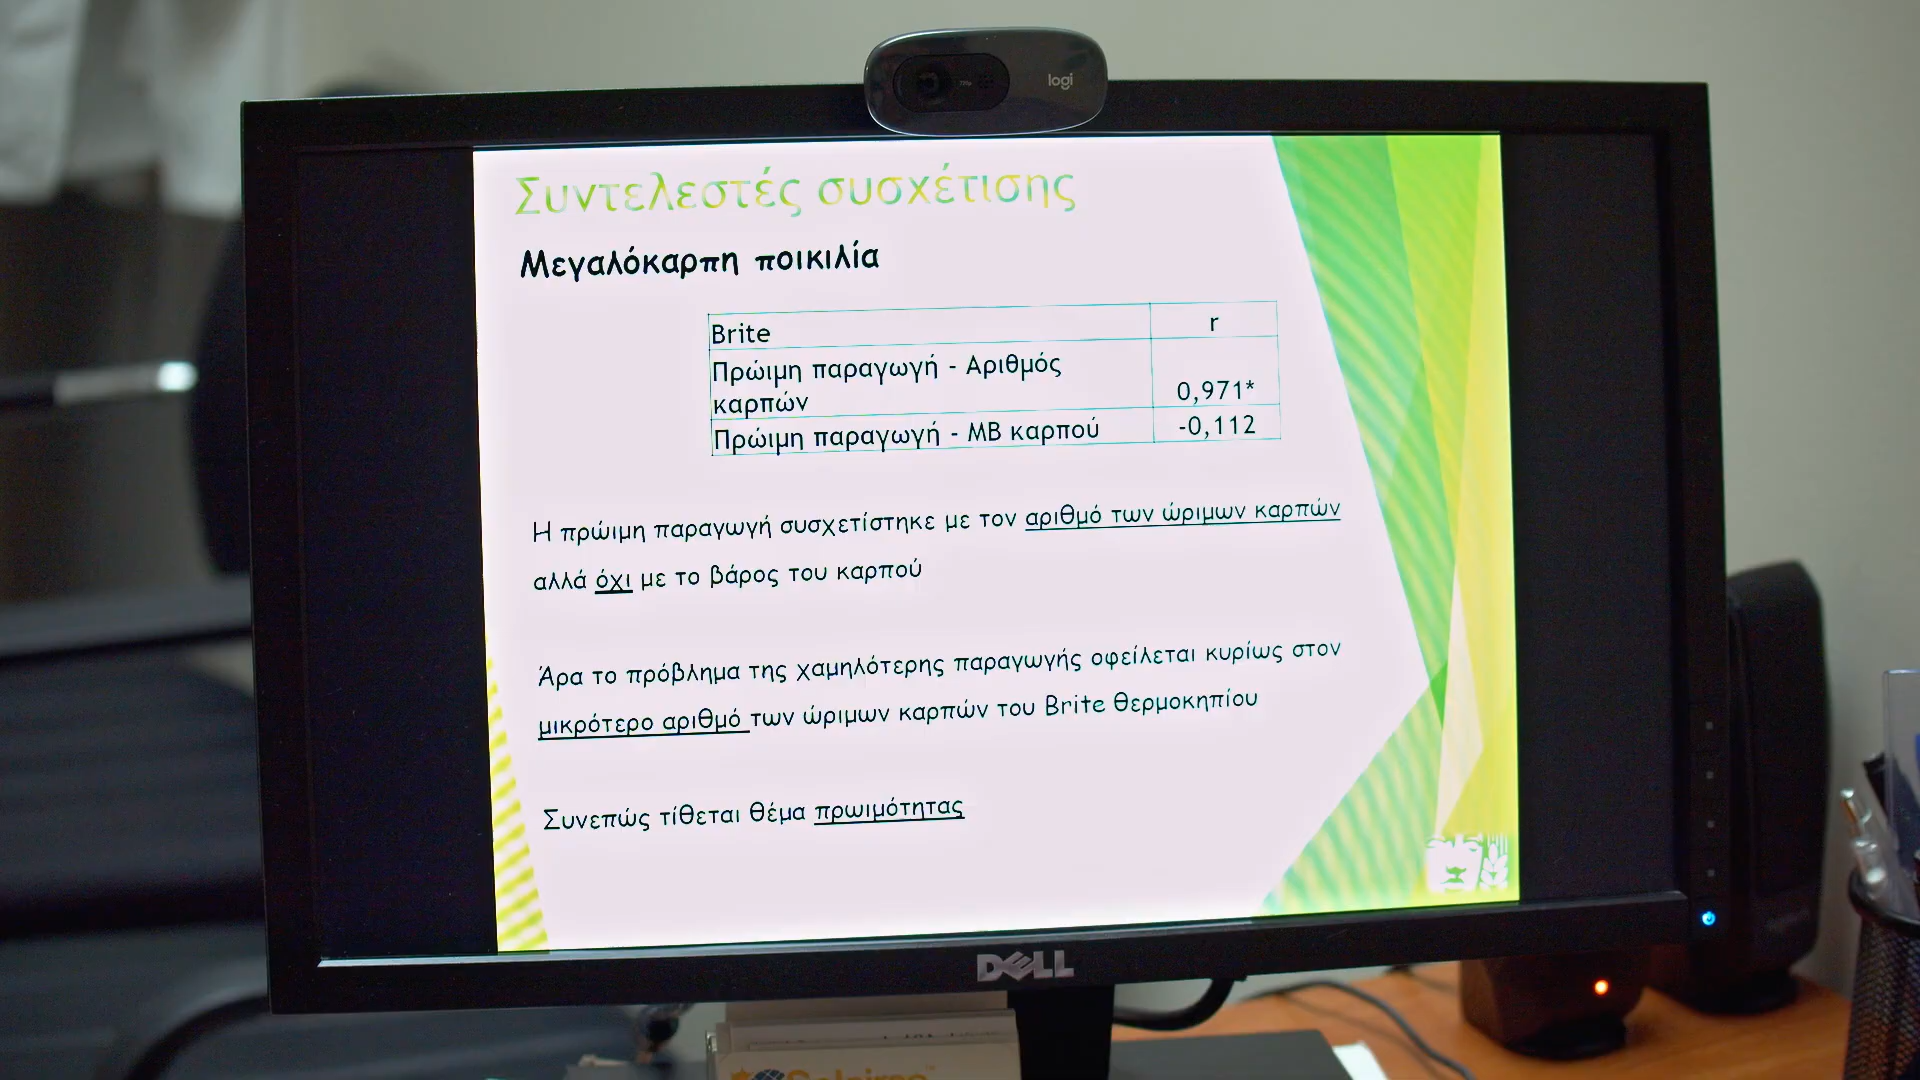 logi
Συντελεστές συσχέτισης
Μεγαλόκαρπη ποικιλία
Brite r
Πρώιμη παραγωγή - Αριθμός
καρπών 0,971*
Πρώιμη παραγωγή - ΜΒ καρπού -0,112
Η πρώιμη παραγωγή συσχετίστηκε με τον αριθμό των ώριμων καρπών
αλλά όχι με το βάρος του καρπού
Άρα το πρόβλημα της χαμηλότερης παραγωγής οφείλεται κυρίως στον
μικρότερο αριθμό των ώριμων καρπών του Brite θερμοκηπίου
Συνεπώς τίθεται θέμα πρωιμότητας
DELL